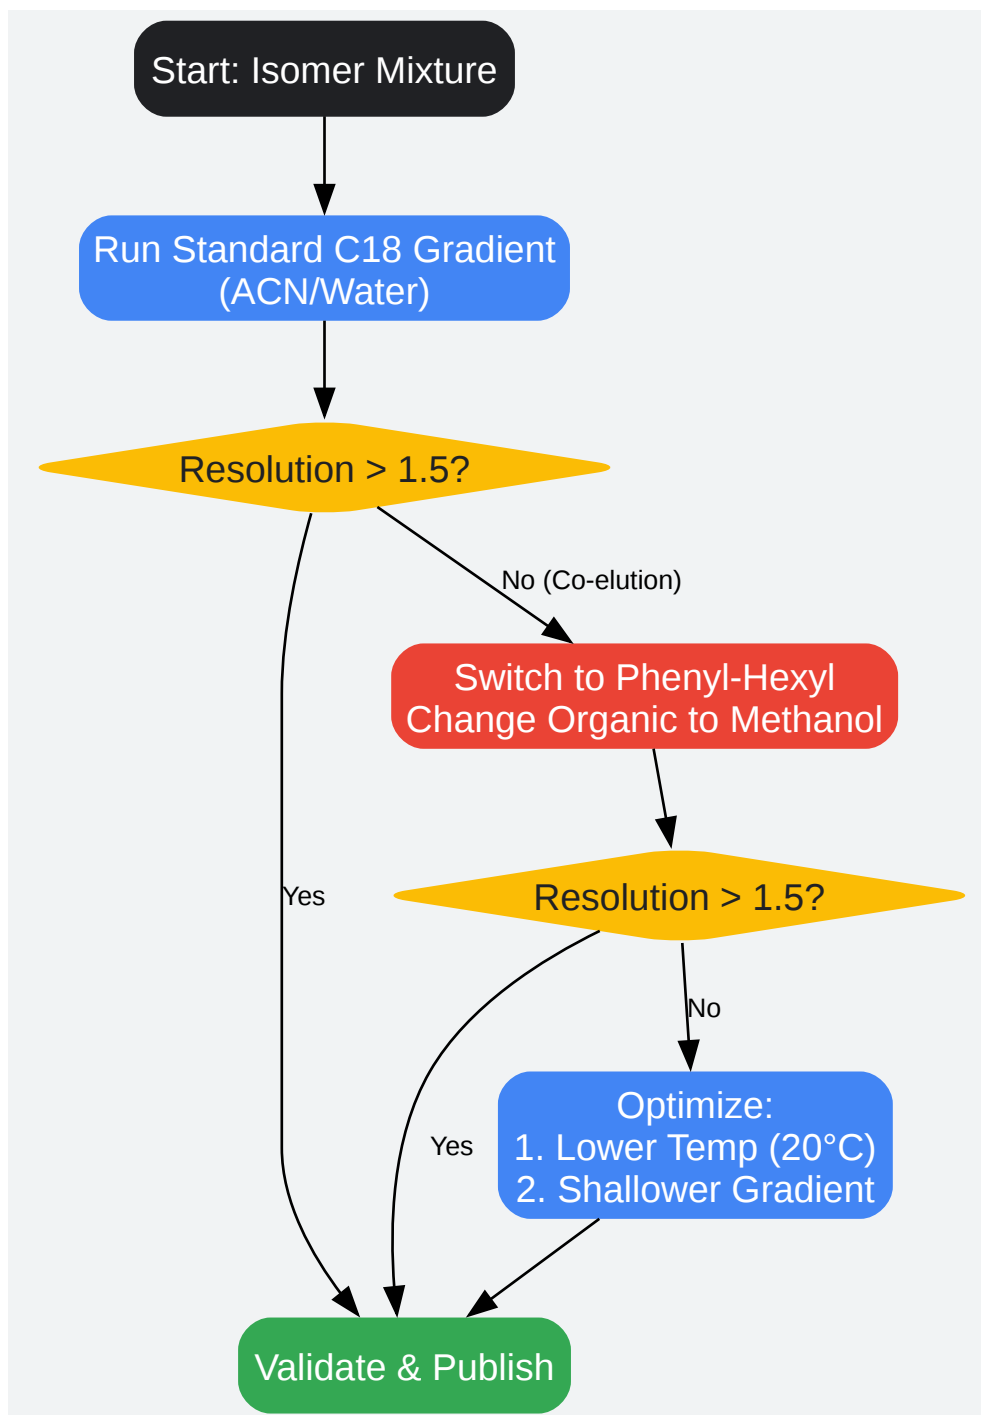 Start: Isomer Mixture
Run Standard C18 Gradient
(ACN/Water)
Resolution > 1.5?
No (Co-elution)
Switch to Phenyl-Hexyl
Change Organic to Methanol
Yes
Resolution > 1.5?
No
Optimize:
1. Lower Temp (20°C)
2. Shallower Gradient
Yes
Validate & Publish